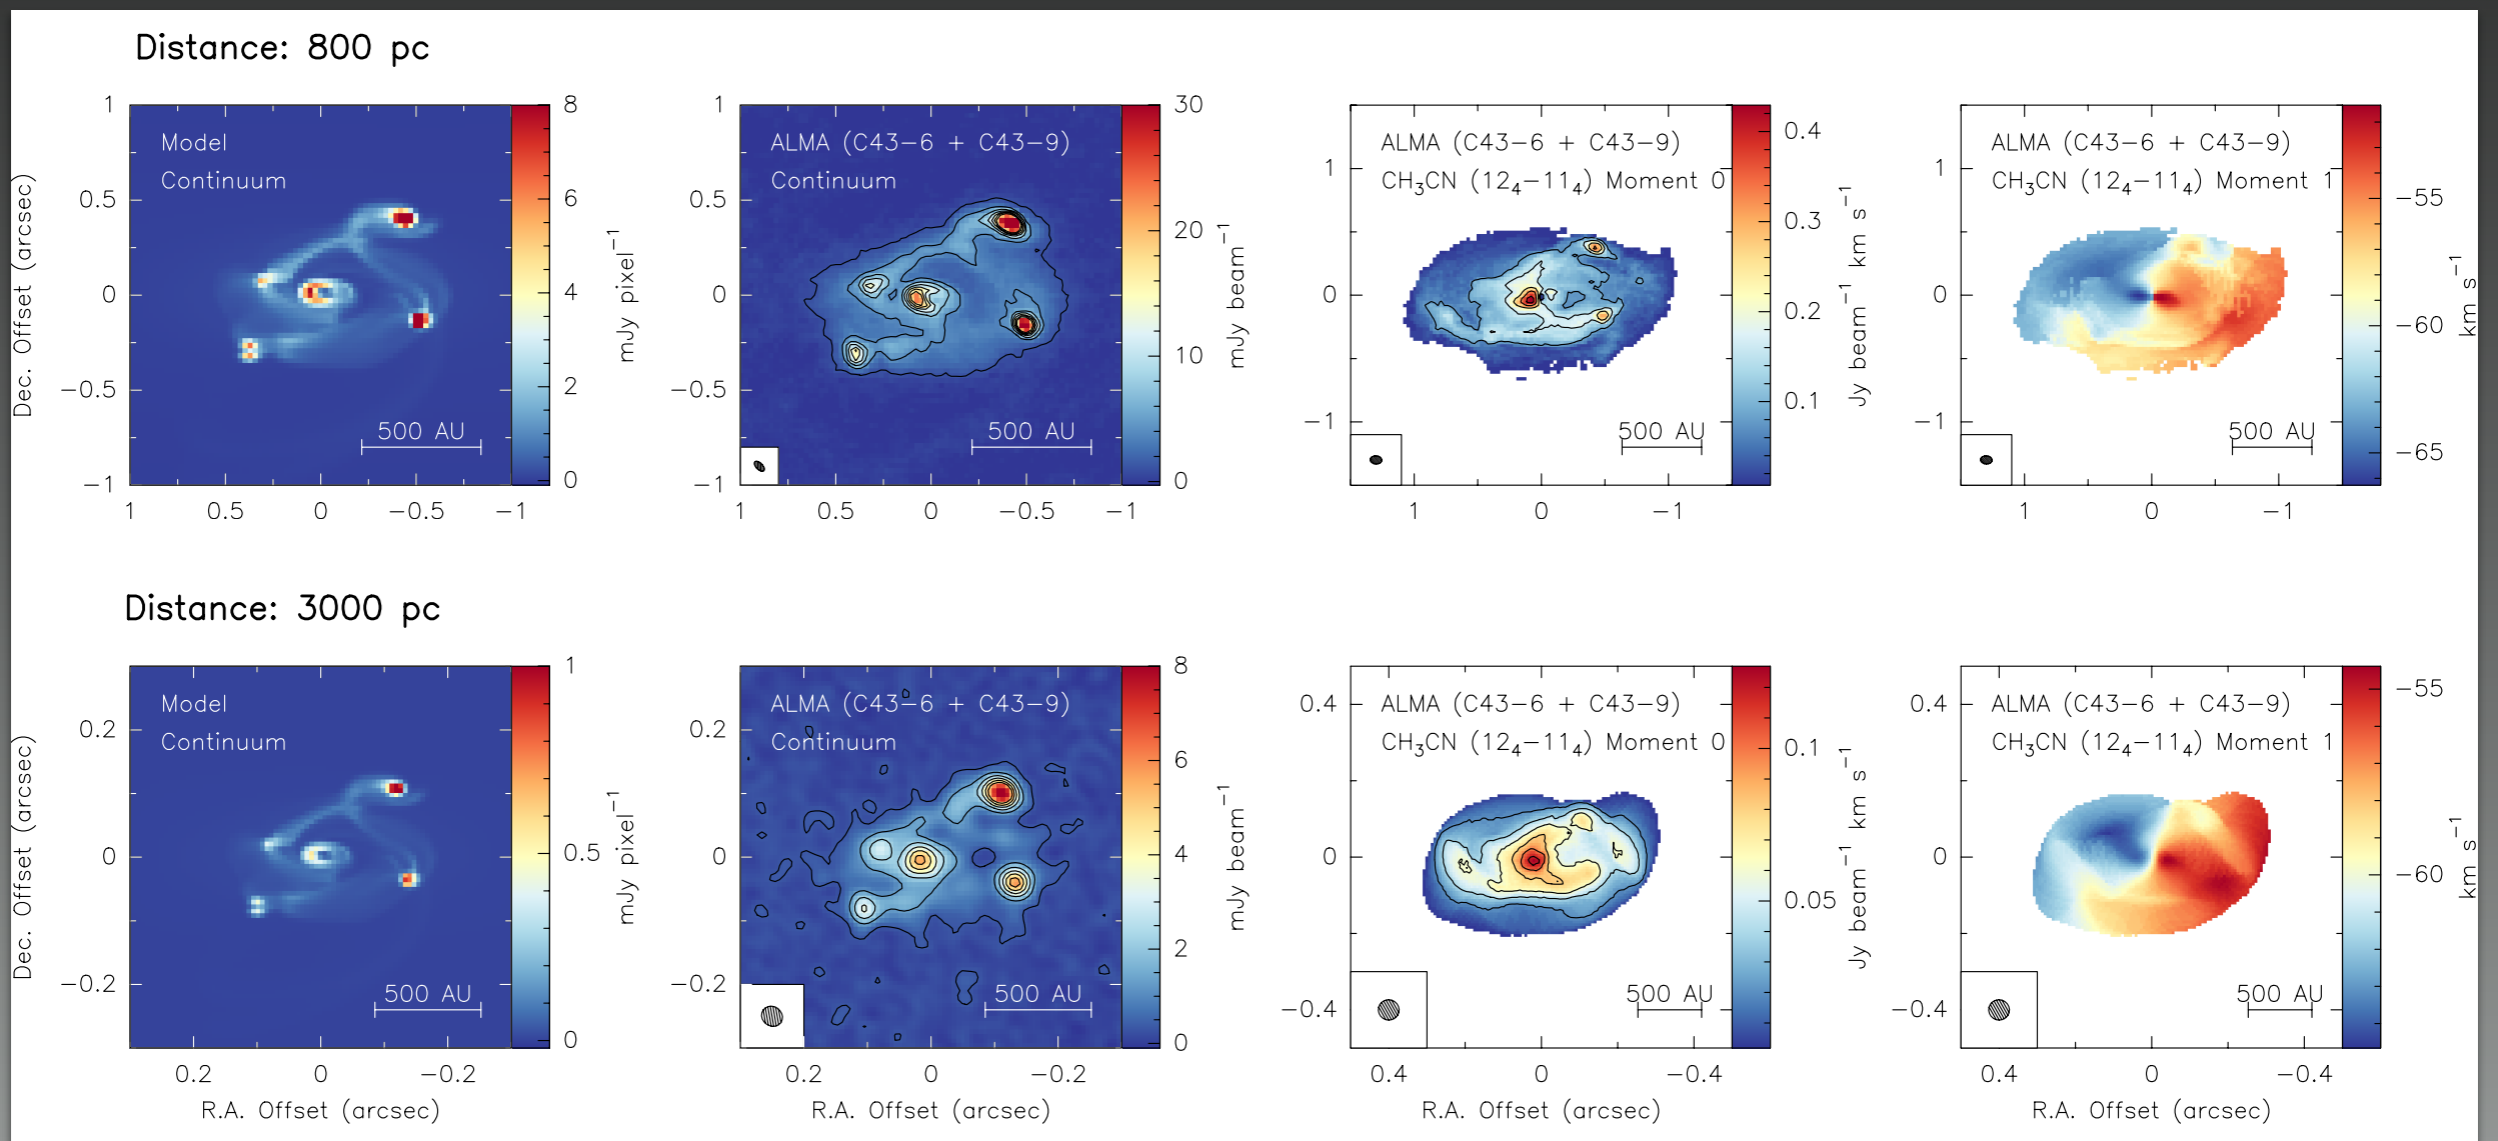 Distance: 800 pc
Model
Continuum
500 AU
1
0.5
0
−0.5
−1
1
0.5
0
−0.5
−1
Dec. Offset (arcsec)
8
6
4
2
0
mJy pixel⁻¹
ALMA (C43−6 + C43−9)
Continuum
500 AU
1
0.5
0
−0.5
−1
1
0.5
0
−0.5
−1
30
20
10
0
mJy beam⁻¹
ALMA (C43−6 + C43−9)
CH₃CN (12₄−11₄) Moment 0
500 AU
1
0
−1
1
0
−1
0.4
0.3
0.2
0.1
Jy beam⁻¹ km s⁻¹
ALMA (C43−6 + C43−9)
CH₃CN (12₄−11₄) Moment 1
500 AU
1
0
−1
1
0
−1
−55
−60
−65
km s⁻¹
Distance: 3000 pc
Model
Continuum
500 AU
0.2
0
−0.2
0.2
0
−0.2
Dec. Offset (arcsec)
R.A. Offset (arcsec)
1
0.5
0
mJy pixel⁻¹
ALMA (C43−6 + C43−9)
Continuum
500 AU
0.2
0
−0.2
0.2
0
−0.2
R.A. Offset (arcsec)
8
6
4
2
0
mJy beam⁻¹
ALMA (C43−6 + C43−9)
CH₃CN (12₄−11₄) Moment 0
500 AU
0.4
0
−0.4
0.4
0
−0.4
R.A. Offset (arcsec)
0.1
0.05
Jy beam⁻¹ km s⁻¹
ALMA (C43−6 + C43−9)
CH₃CN (12₄−11₄) Moment 1
500 AU
0.4
0
−0.4
0.4
0
−0.4
R.A. Offset (arcsec)
−55
−60
km s⁻¹